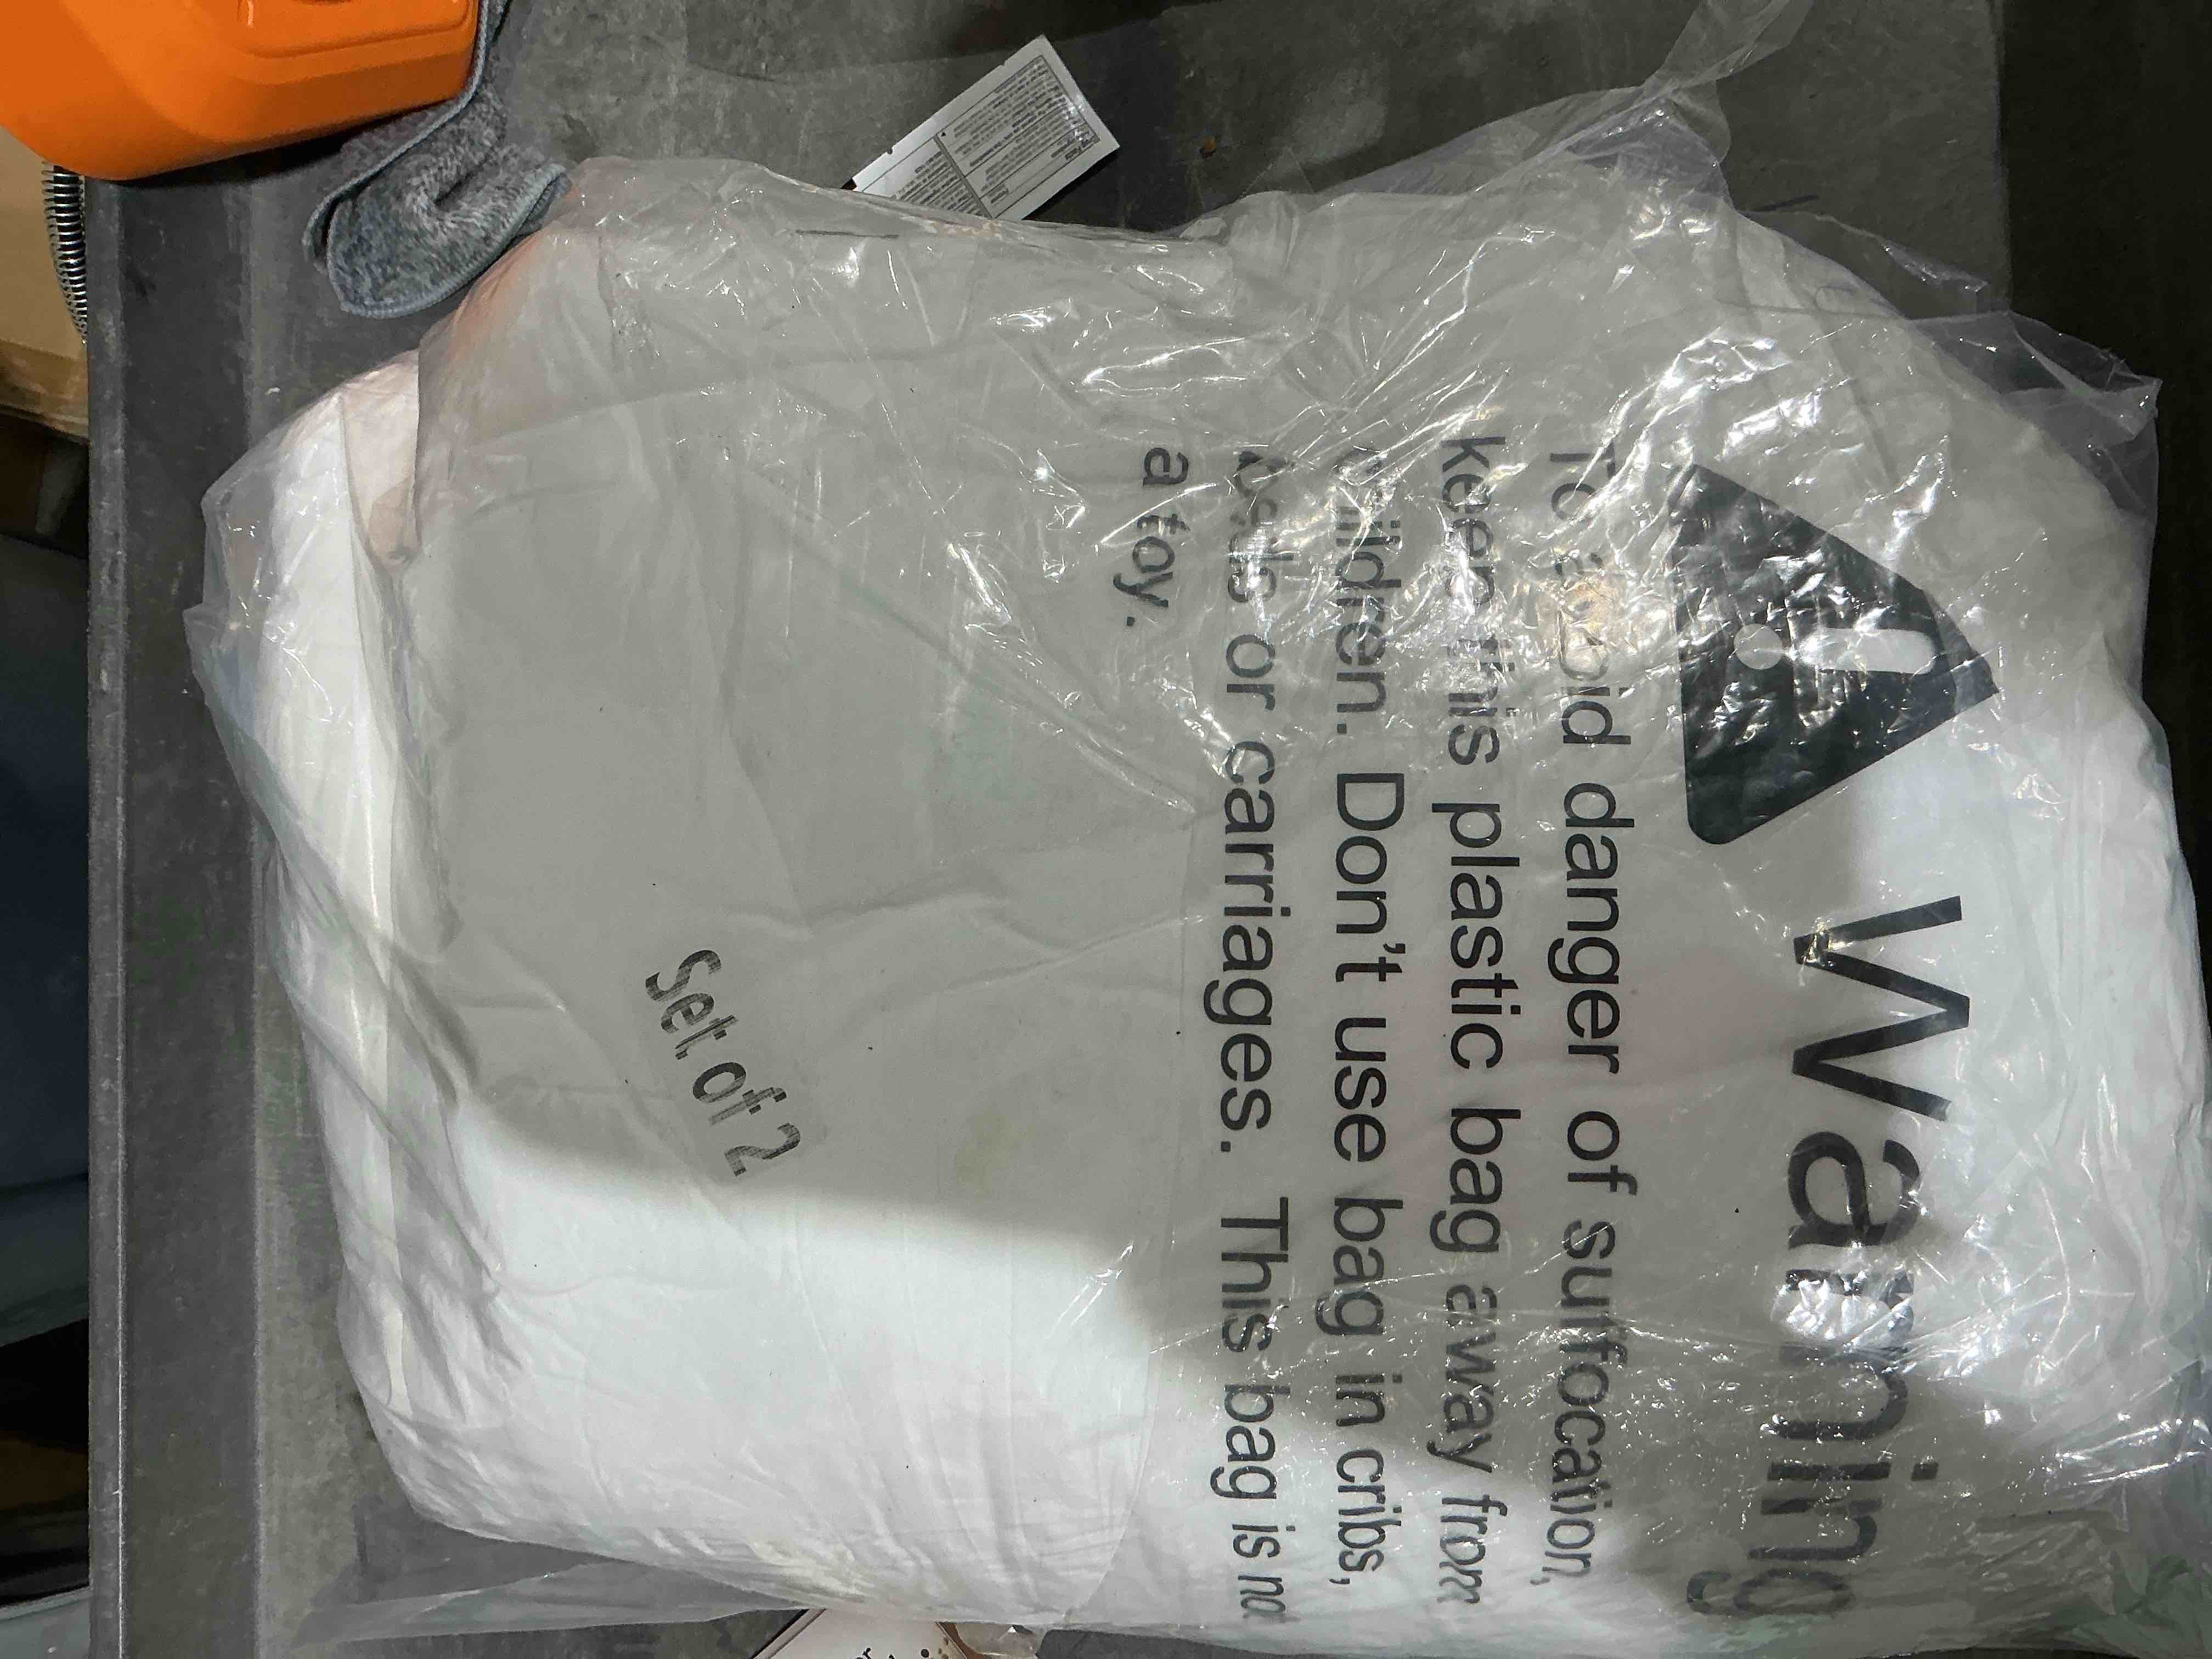 Warning
To avoid danger of suffocation,
keep this plastic bag away from
children. Don't use bag in cribs,
beds or carriages. This bag is no
a toy.
Set of 2